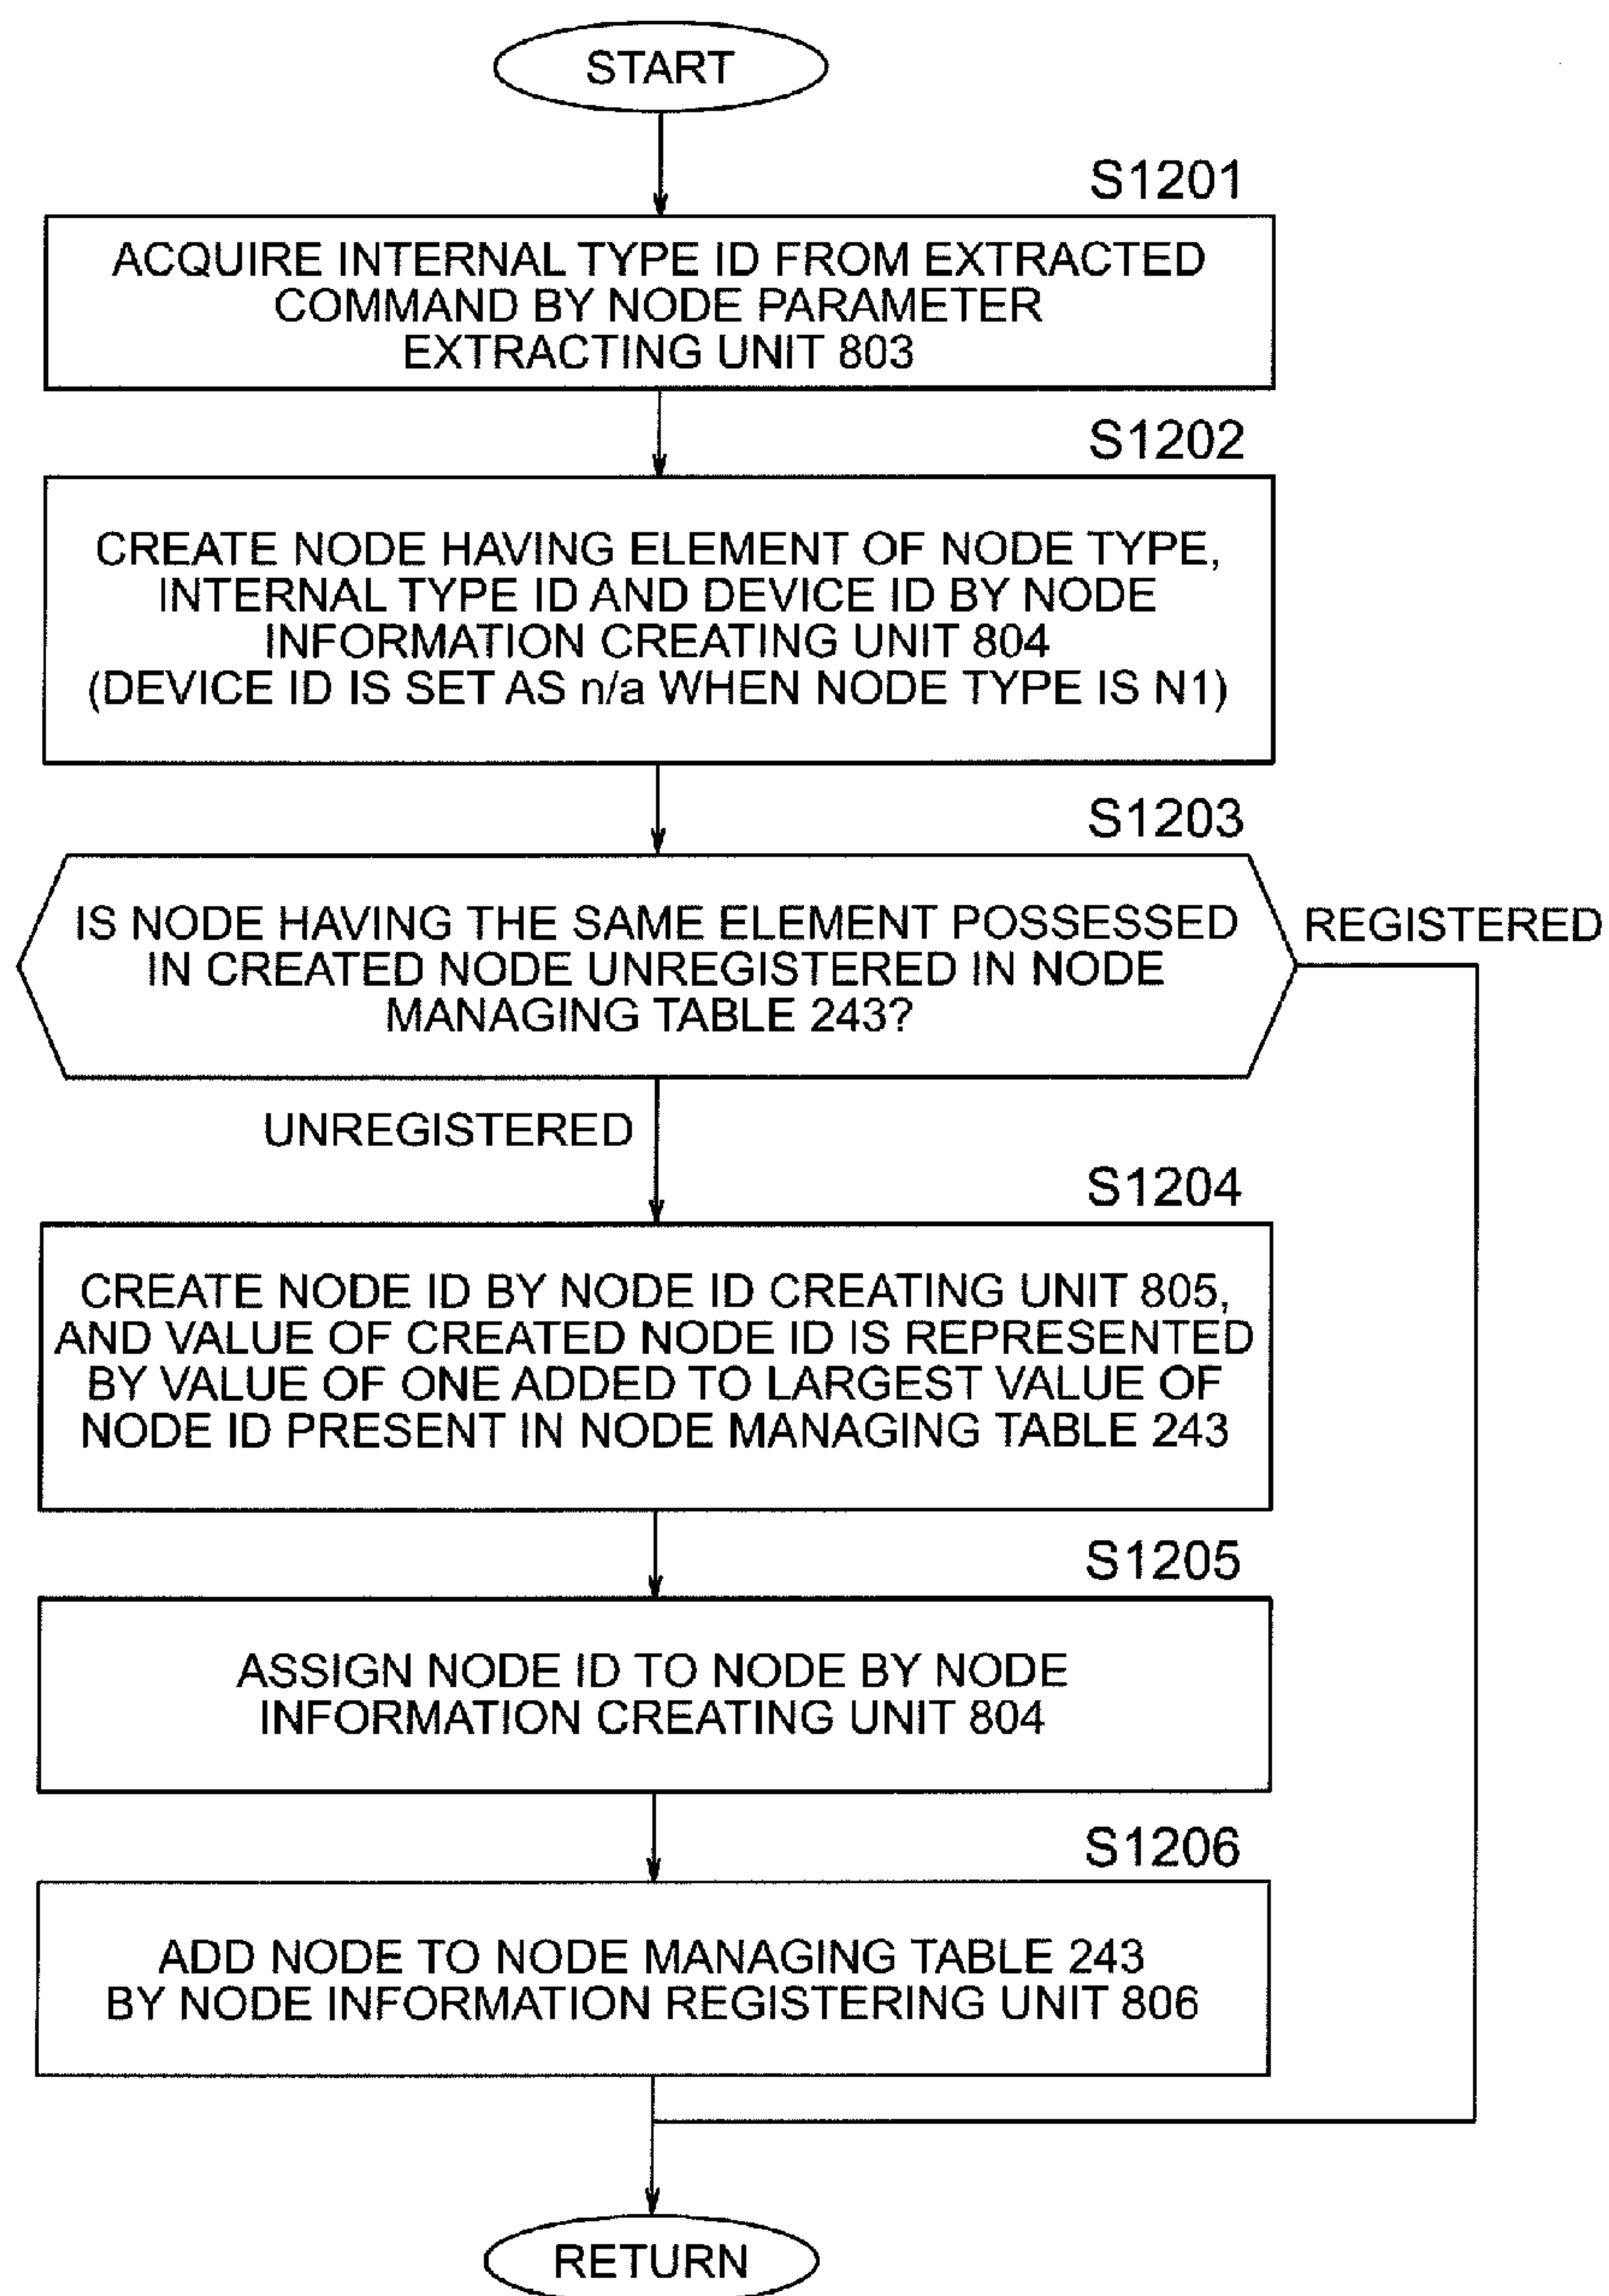 START
S1201
ACQUIRE INTERNAL TYPE ID FROM EXTRACTED
COMMAND BY NODE PARAMETER
EXTRACTING UNIT 803
S1202
CREATE NODE HAVING ELEMENT OF NODE TYPE,
INTERNAL TYPE ID AND DEVICE ID BY NODE
INFORMATION CREATING UNIT 804
(DEVICE ID IS SET AS n/a WHEN NODE TYPE IS N1)
S1203
IS NODE HAVING THE SAME ELEMENT POSSESSED
IN CREATED NODE UNREGISTERED IN NODE
MANAGING TABLE 243?
REGISTERED
UNREGISTERED
S1204
CREATE NODE ID BY NODE ID CREATING UNIT 805,
AND VALUE OF CREATED NODE ID IS REPRESENTED
BY VALUE OF ONE ADDED TO LARGEST VALUE OF
NODE ID PRESENT IN NODE MANAGING TABLE 243
S1205
ASSIGN NODE ID TO NODE BY NODE
INFORMATION CREATING UNIT 804
S1206
ADD NODE TO NODE MANAGING TABLE 243
BY NODE INFORMATION REGISTERING UNIT 806
RETURN